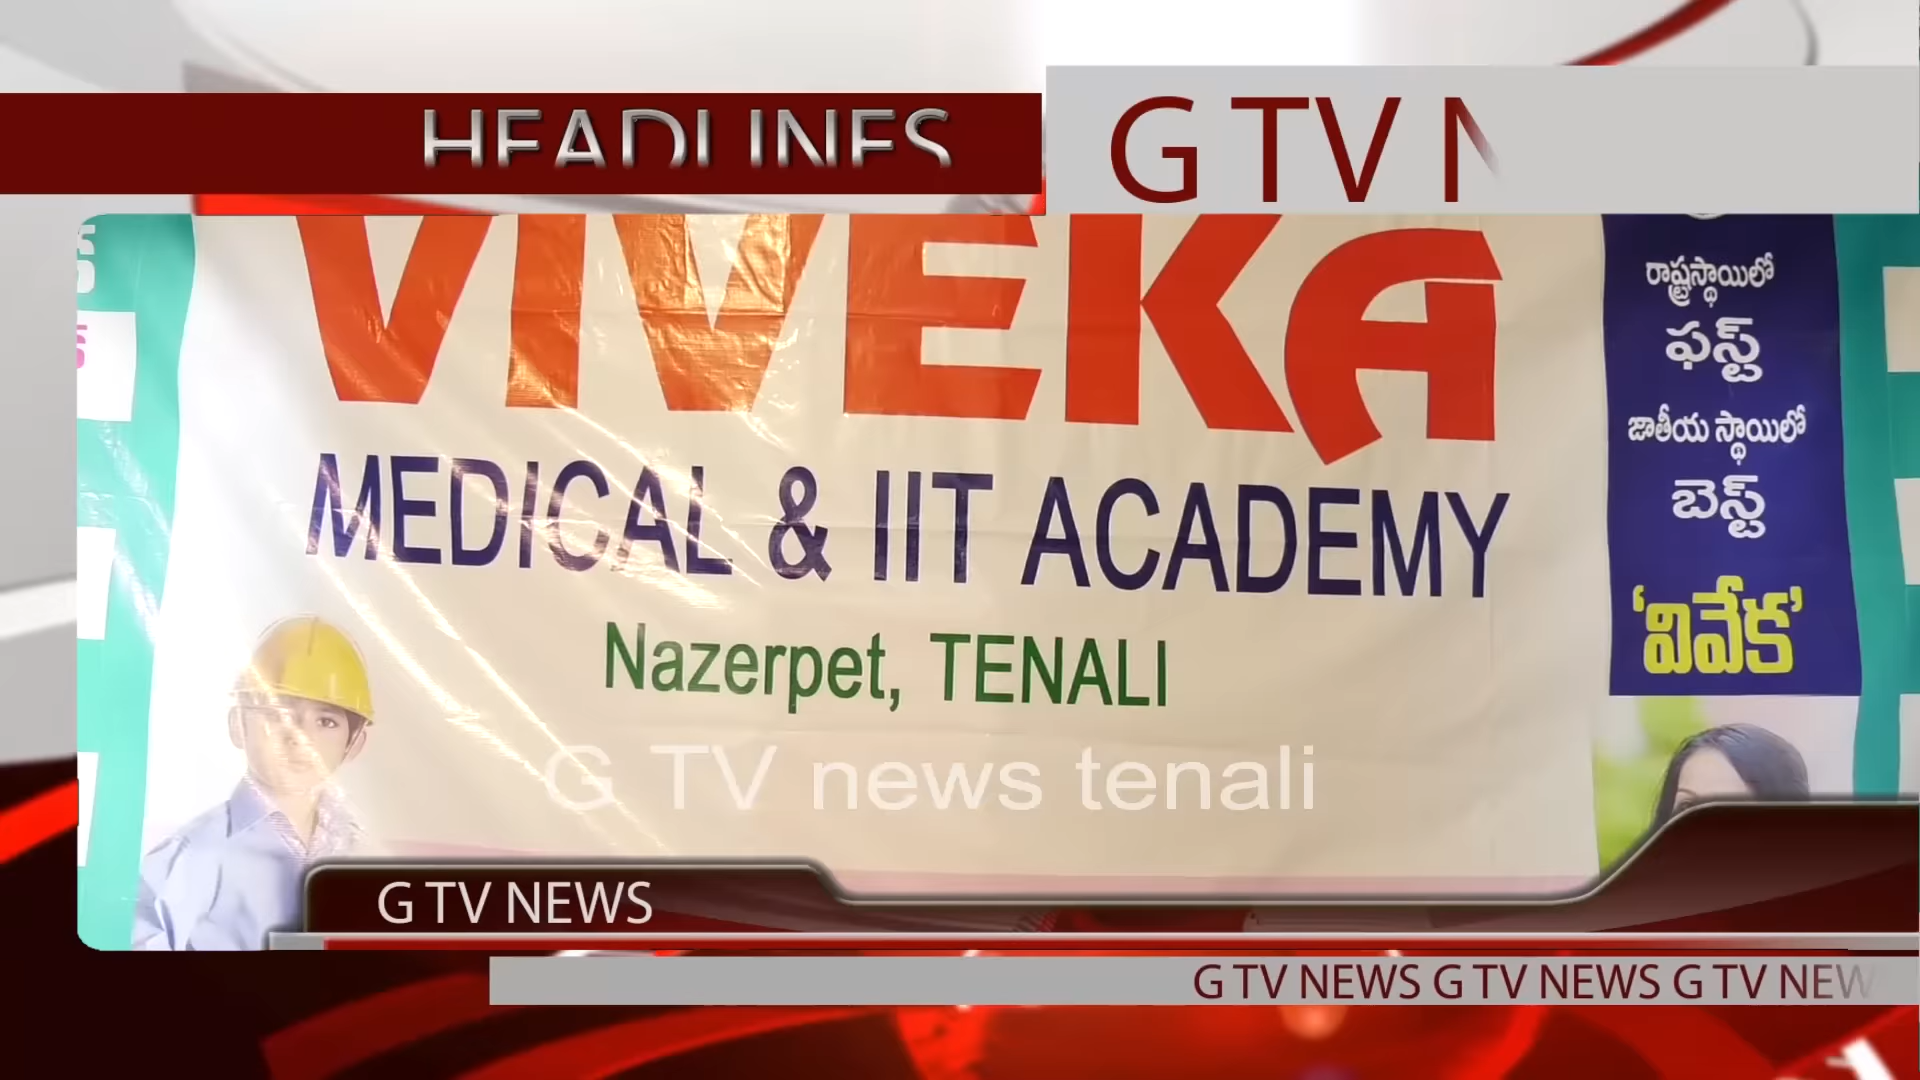 HEADLINES
G TV N
VIVEKA
MEDICAL & IIT ACADEMY
Nazerpet, TENALI
రాష్ట్రస్థాయిలో
ఫస్ట్
జాతీయ స్థాయిలో
బెస్ట్
‘వివేక’
G TV news tenali
G TV NEWS
G TV NEWS G TV NEWS G TV NEW